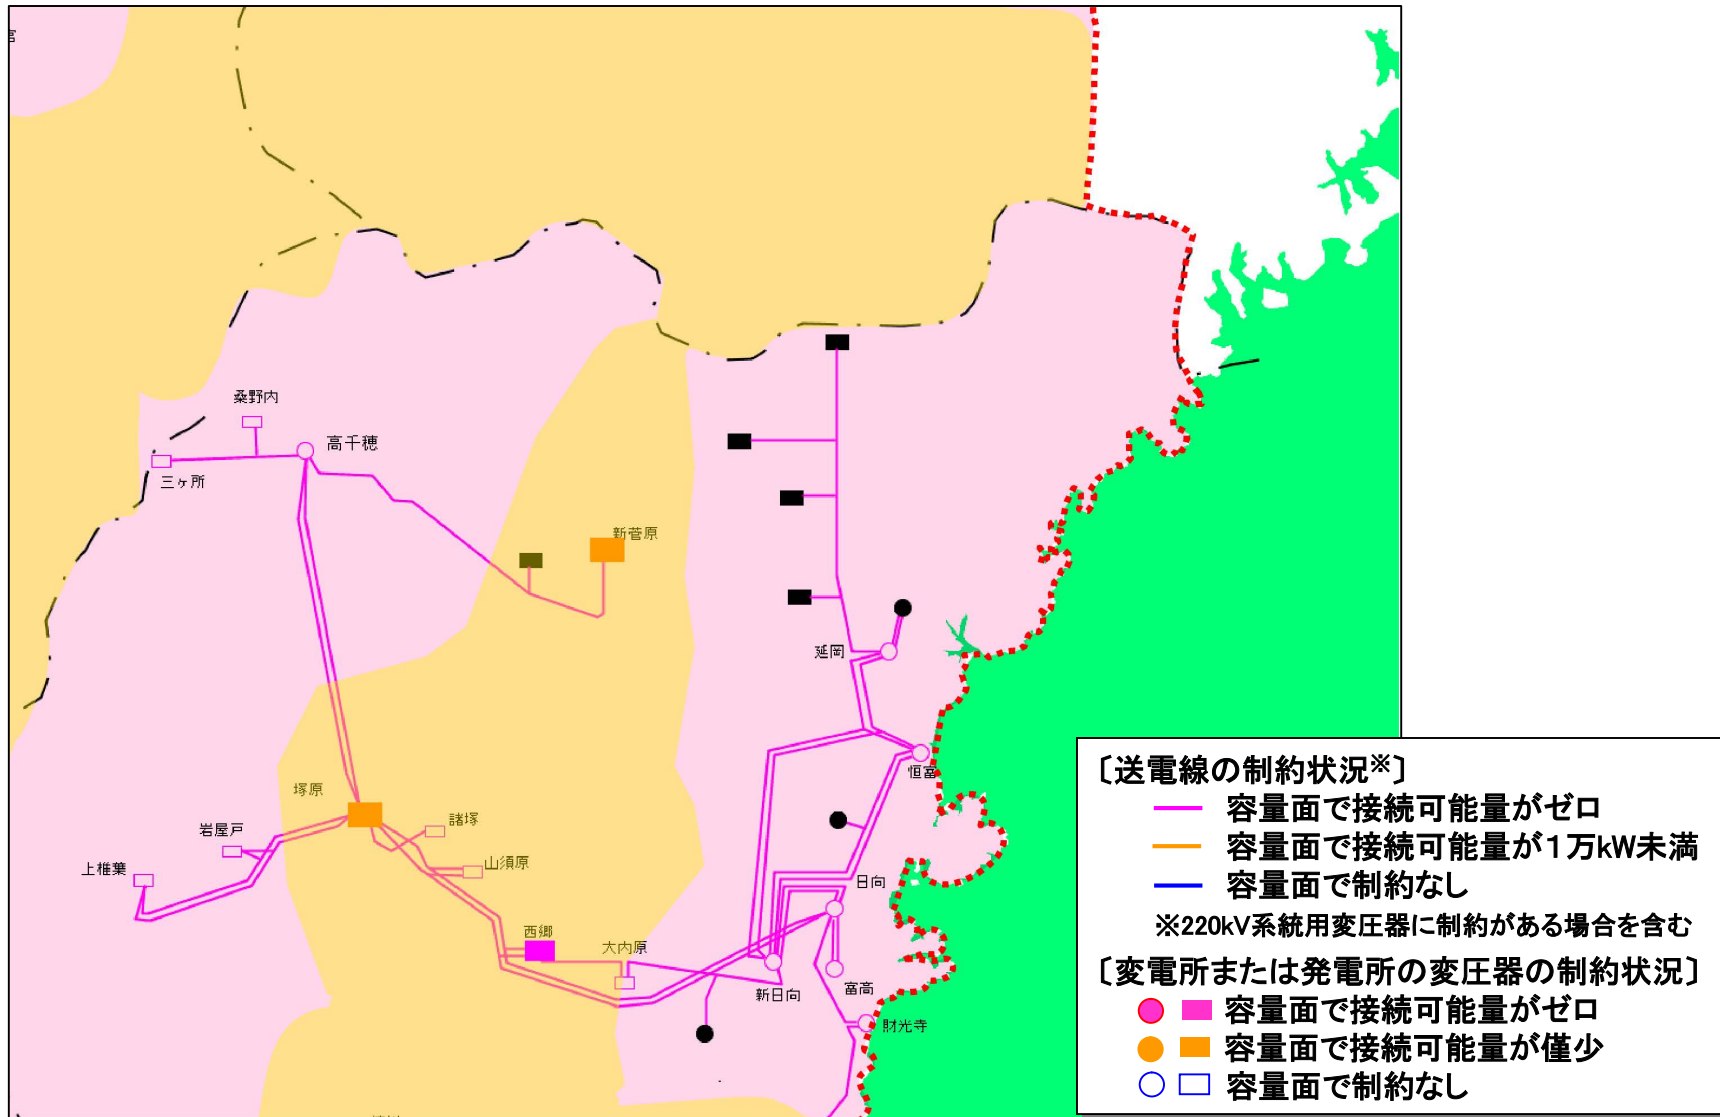 桑野内
高千穂
三ヶ所
新菅原
延岡
恒富
塚原
諸塚
岩屋戸
山須原
上椎葉
日向
西郷
大内原
新日向
富高
財光寺
〔送電線の制約状況※〕
容量面で接続可能量がゼロ
容量面で接続可能量が１万kW未満
容量面で制約なし
※220kV系統用変圧器に制約がある場合を含む
〔変電所または発電所の変圧器の制約状況〕
容量面で接続可能量がゼロ
容量面で接続可能量が僅少
容量面で制約なし